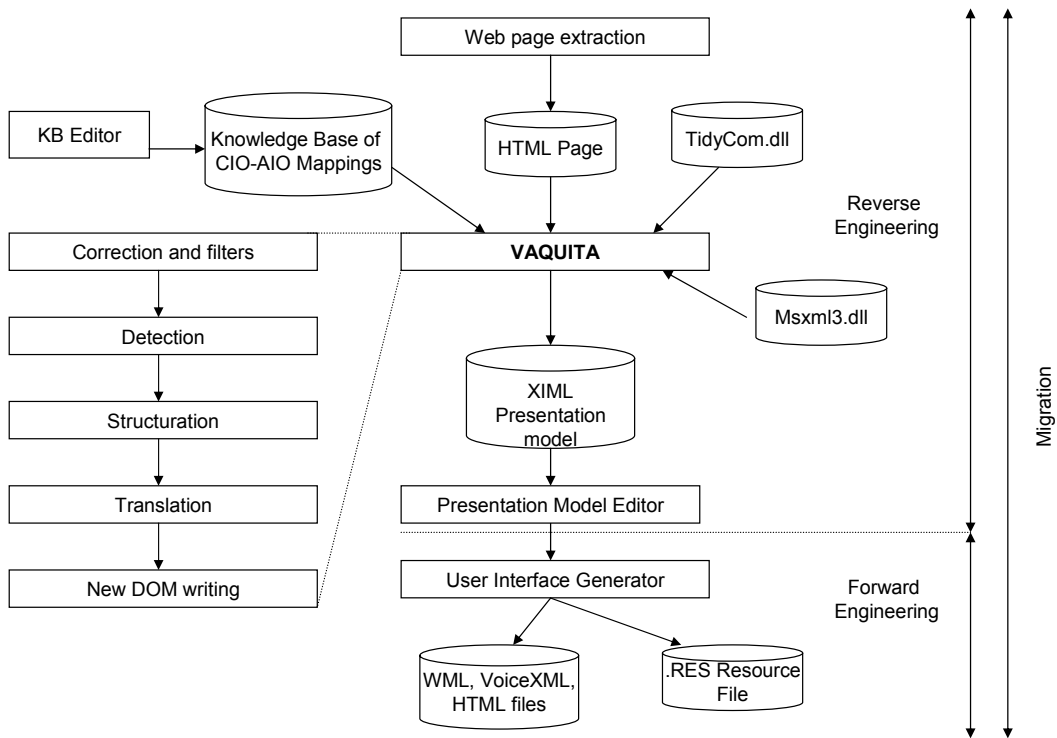 Web page extraction
KB Editor
Knowledge Base of
CIO-AIO Mappings
HTML Page
TidyCom.dll
Reverse
Engineering
Correction and filters
VAQUITA
Detection
Msxml3.dll
XIML
Presentation
model
Structuration
Migration
Translation
Presentation Model Editor
New DOM writing
User Interface Generator
Forward
Engineering
WML, VoiceXML,
HTML files
.RES Resource
File